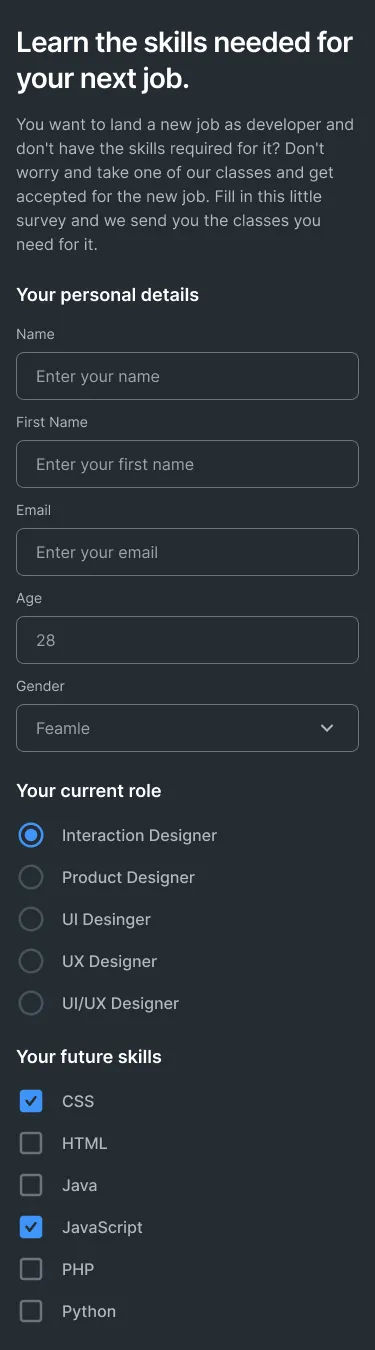 Learn the skills needed for
your next job.
You want to land a new job as developer and
don't have the skills required for it? Don't
worry and take one of our classes and get
accepted for the new job. Fill in this little
survey and we send you the classes you
need for it.
Your personal details
Name
Enter your name
First Name
Enter your first name
Email
Enter your email
Age
28
Gender
Feamle
Your current role
Interaction Designer
Product Designer
UI Desinger
UX Designer
UI/UX Designer
Your future skills
CSS
HTML
Java
JavaScript
PHP
Python